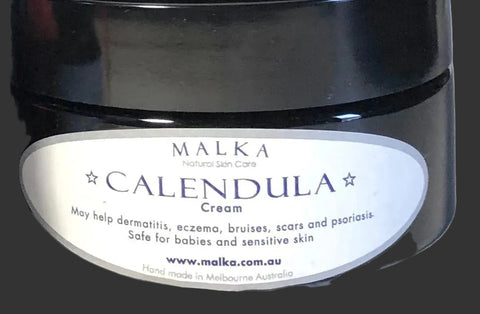 MALKA
Natural Skin Care
☆ CALENDULA ☆
Cream
May help dermatitis, eczema, bruises, scars and psoriasis.
Safe for babies and sensitive skin
www.malka.com.au
Hand made in Melbourne Australia